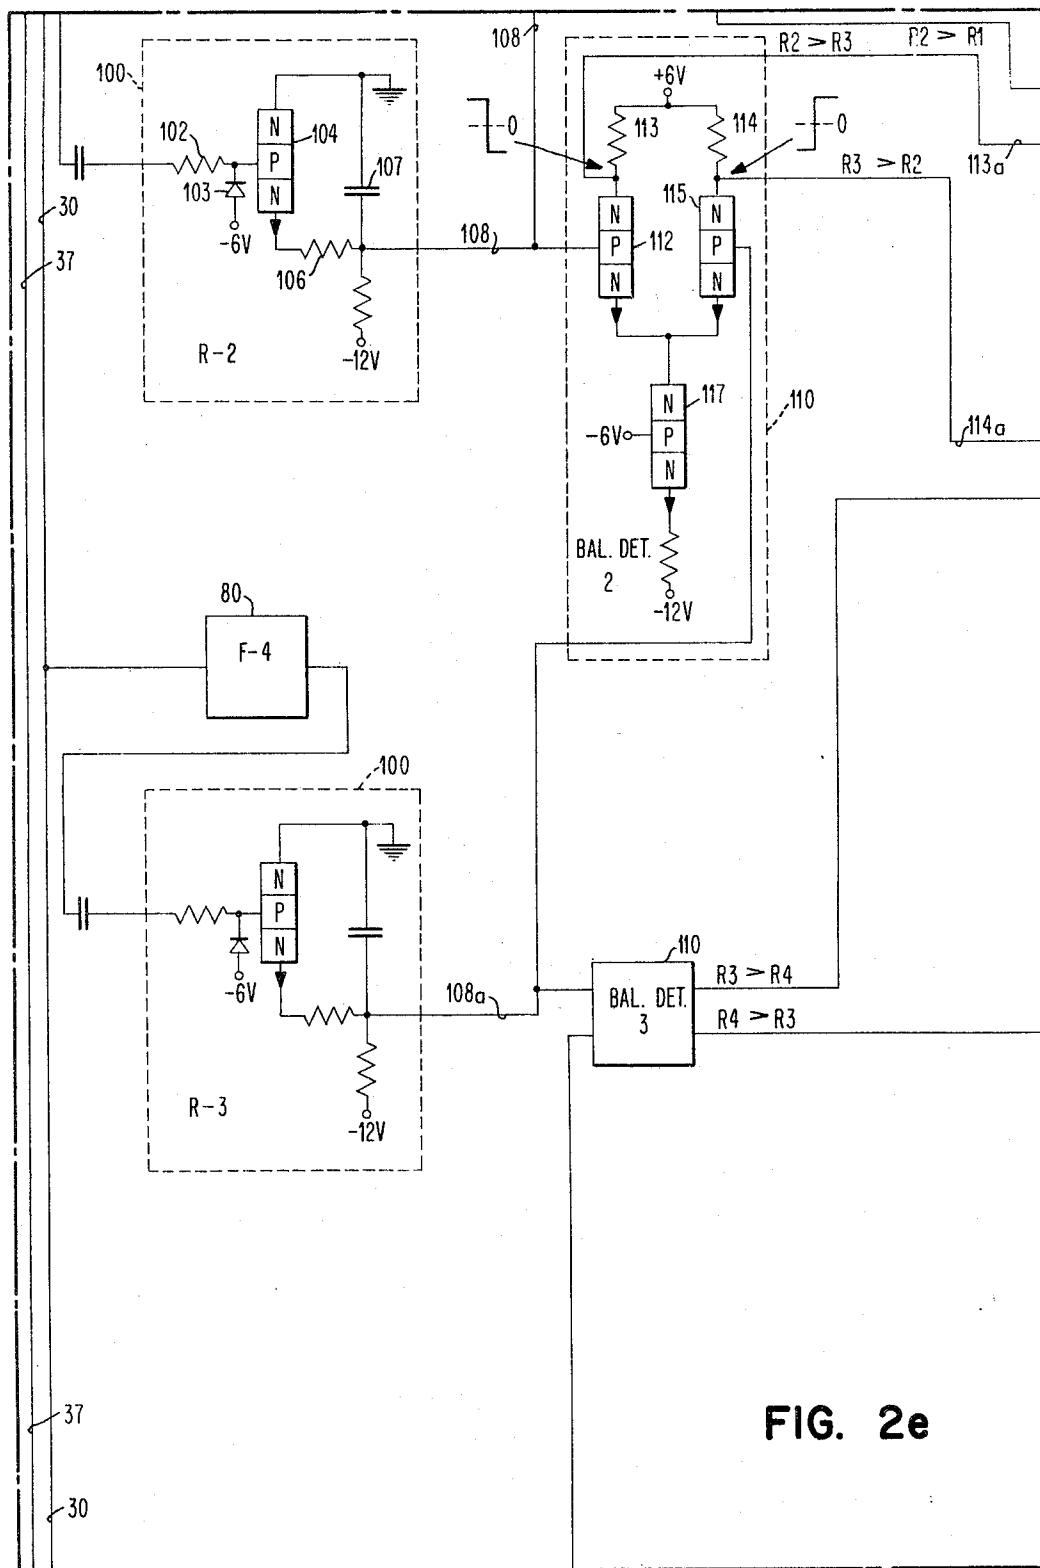 108
R2 > R3
R2 > R1
100
+6V
102
N
P
N
104
107
0
113
114
0
113a
R3 > R2
103
-6V
30
37
106
108
115
N
P
N
112
N
P
N
-12V
R-2
117
N
P
N
-6V
110
114a
BAL. DET.
2
-12V
80
F-4
100
N
P
N
-6V
108a
110
BAL. DET.
3
R3 > R4
R4 > R3
-12V
R-3
37
30
FIG. 2e